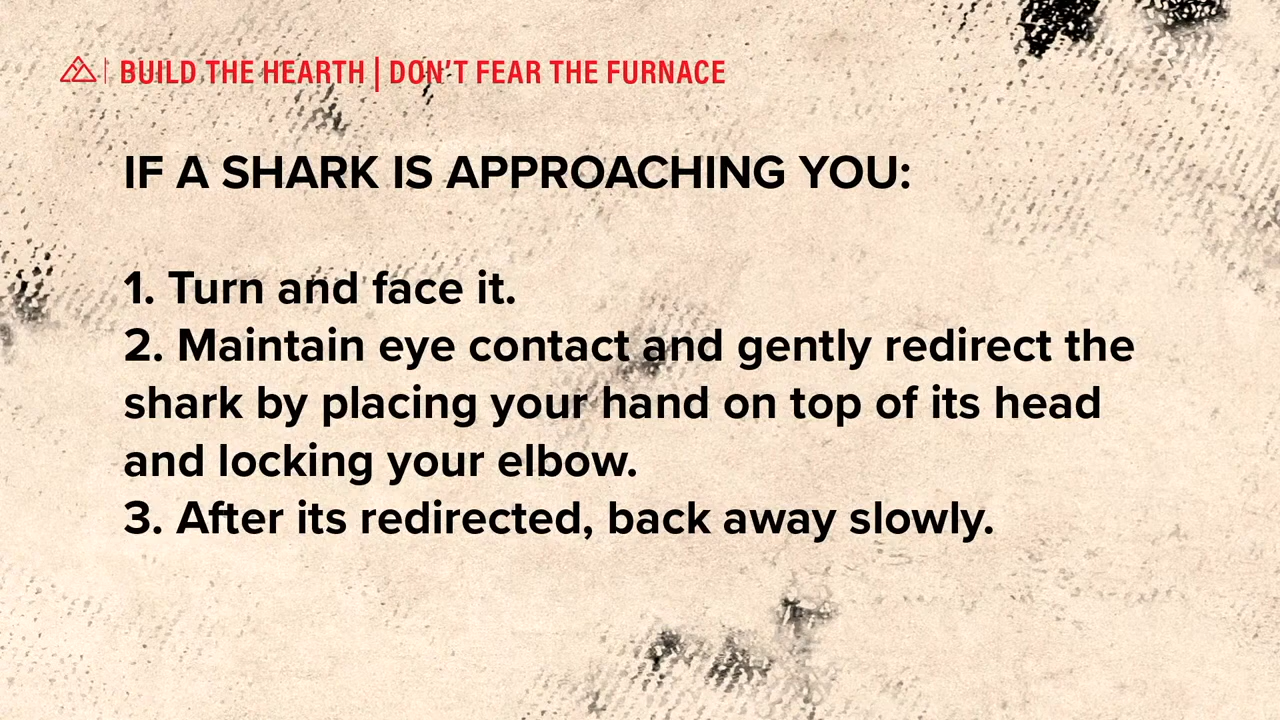 BUILD THE HEARTH | DON'T FEAR THE FURNACE
IF A SHARK IS APPROACHING YOU:
1. Turn and face it.
2. Maintain eye contact and gently redirect the
shark by placing your hand on top of its head
and locking your elbow.
3. After its redirected, back away slowly.